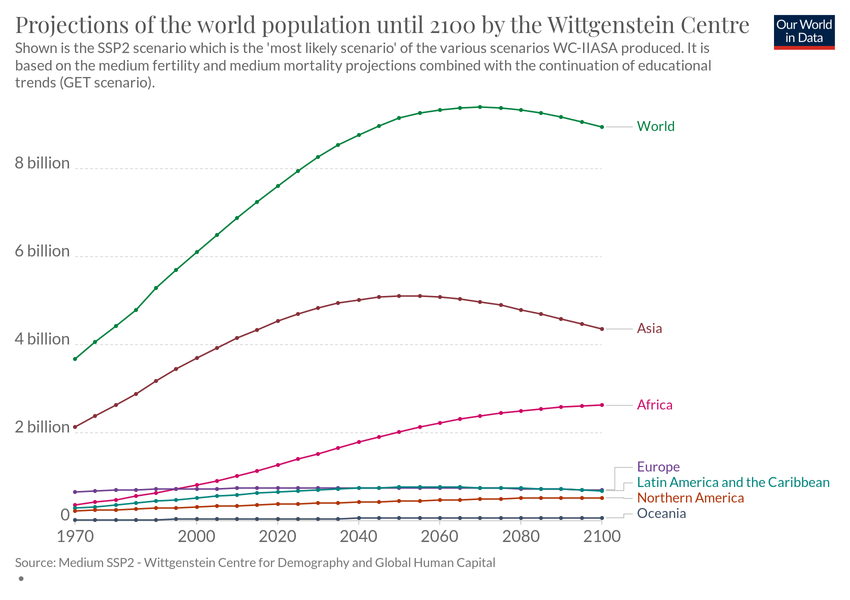 Projections of the world population until 2100 by the Wittgenstein Centre
Our World
in Data
Shown is the SSP2 scenario which is the 'most likely scenario' of the various scenarios WC-IIASA produced. It is
based on the medium fertility and medium mortality projections combined with the continuation of educational
trends (GET scenario).
World
8 billion
6 billion
Asia
4 billion
Africa
2 billion
Europe
Latin America and the Caribbean
Northern America
Oceania
0
1970 2000 2020 2040 2060 2080 2100
Source: Medium SSP2 - Wittgenstein Centre for Demography and Global Human Capital